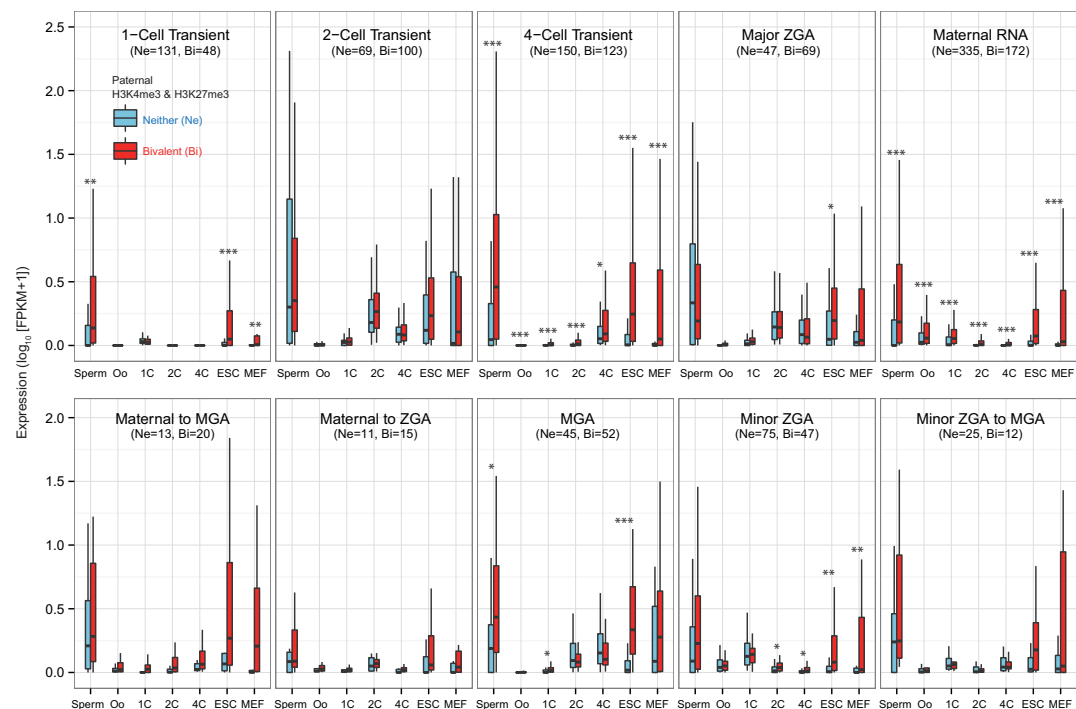 1−Cell Transient
(Ne=131, Bi=48)
2−Cell Transient
(Ne=69, Bi=100)
4−Cell Transient
(Ne=150, Bi=123)
Major ZGA
(Ne=47, Bi=69)
Maternal RNA
(Ne=335, Bi=172)
Paternal
H3K4me3 & H3K27me3
Neither (Ne)
Bivalent (Bi)
Expression (log10 [FPKM+1])
2.5
2.0
1.5
1.0
0.5
0.0
**
***
**
***
***
***
***
*
***
***
*
***
***
***
***
***
***
***
Sperm Oo 1C 2C 4C ESC MEF
Sperm Oo 1C 2C 4C ESC MEF
Sperm Oo 1C 2C 4C ESC MEF
Sperm Oo 1C 2C 4C ESC MEF
Sperm Oo 1C 2C 4C ESC MEF
Maternal to MGA
(Ne=13, Bi=20)
Maternal to ZGA
(Ne=11, Bi=15)
MGA
(Ne=45, Bi=52)
Minor ZGA
(Ne=75, Bi=47)
Minor ZGA to MGA
(Ne=25, Bi=12)
2.0
1.5
1.0
0.5
0.0
*
*
***
*
*
**
**
Sperm Oo 1C 2C 4C ESC MEF
Sperm Oo 1C 2C 4C ESC MEF
Sperm Oo 1C 2C 4C ESC MEF
Sperm Oo 1C 2C 4C ESC MEF
Sperm Oo 1C 2C 4C ESC MEF